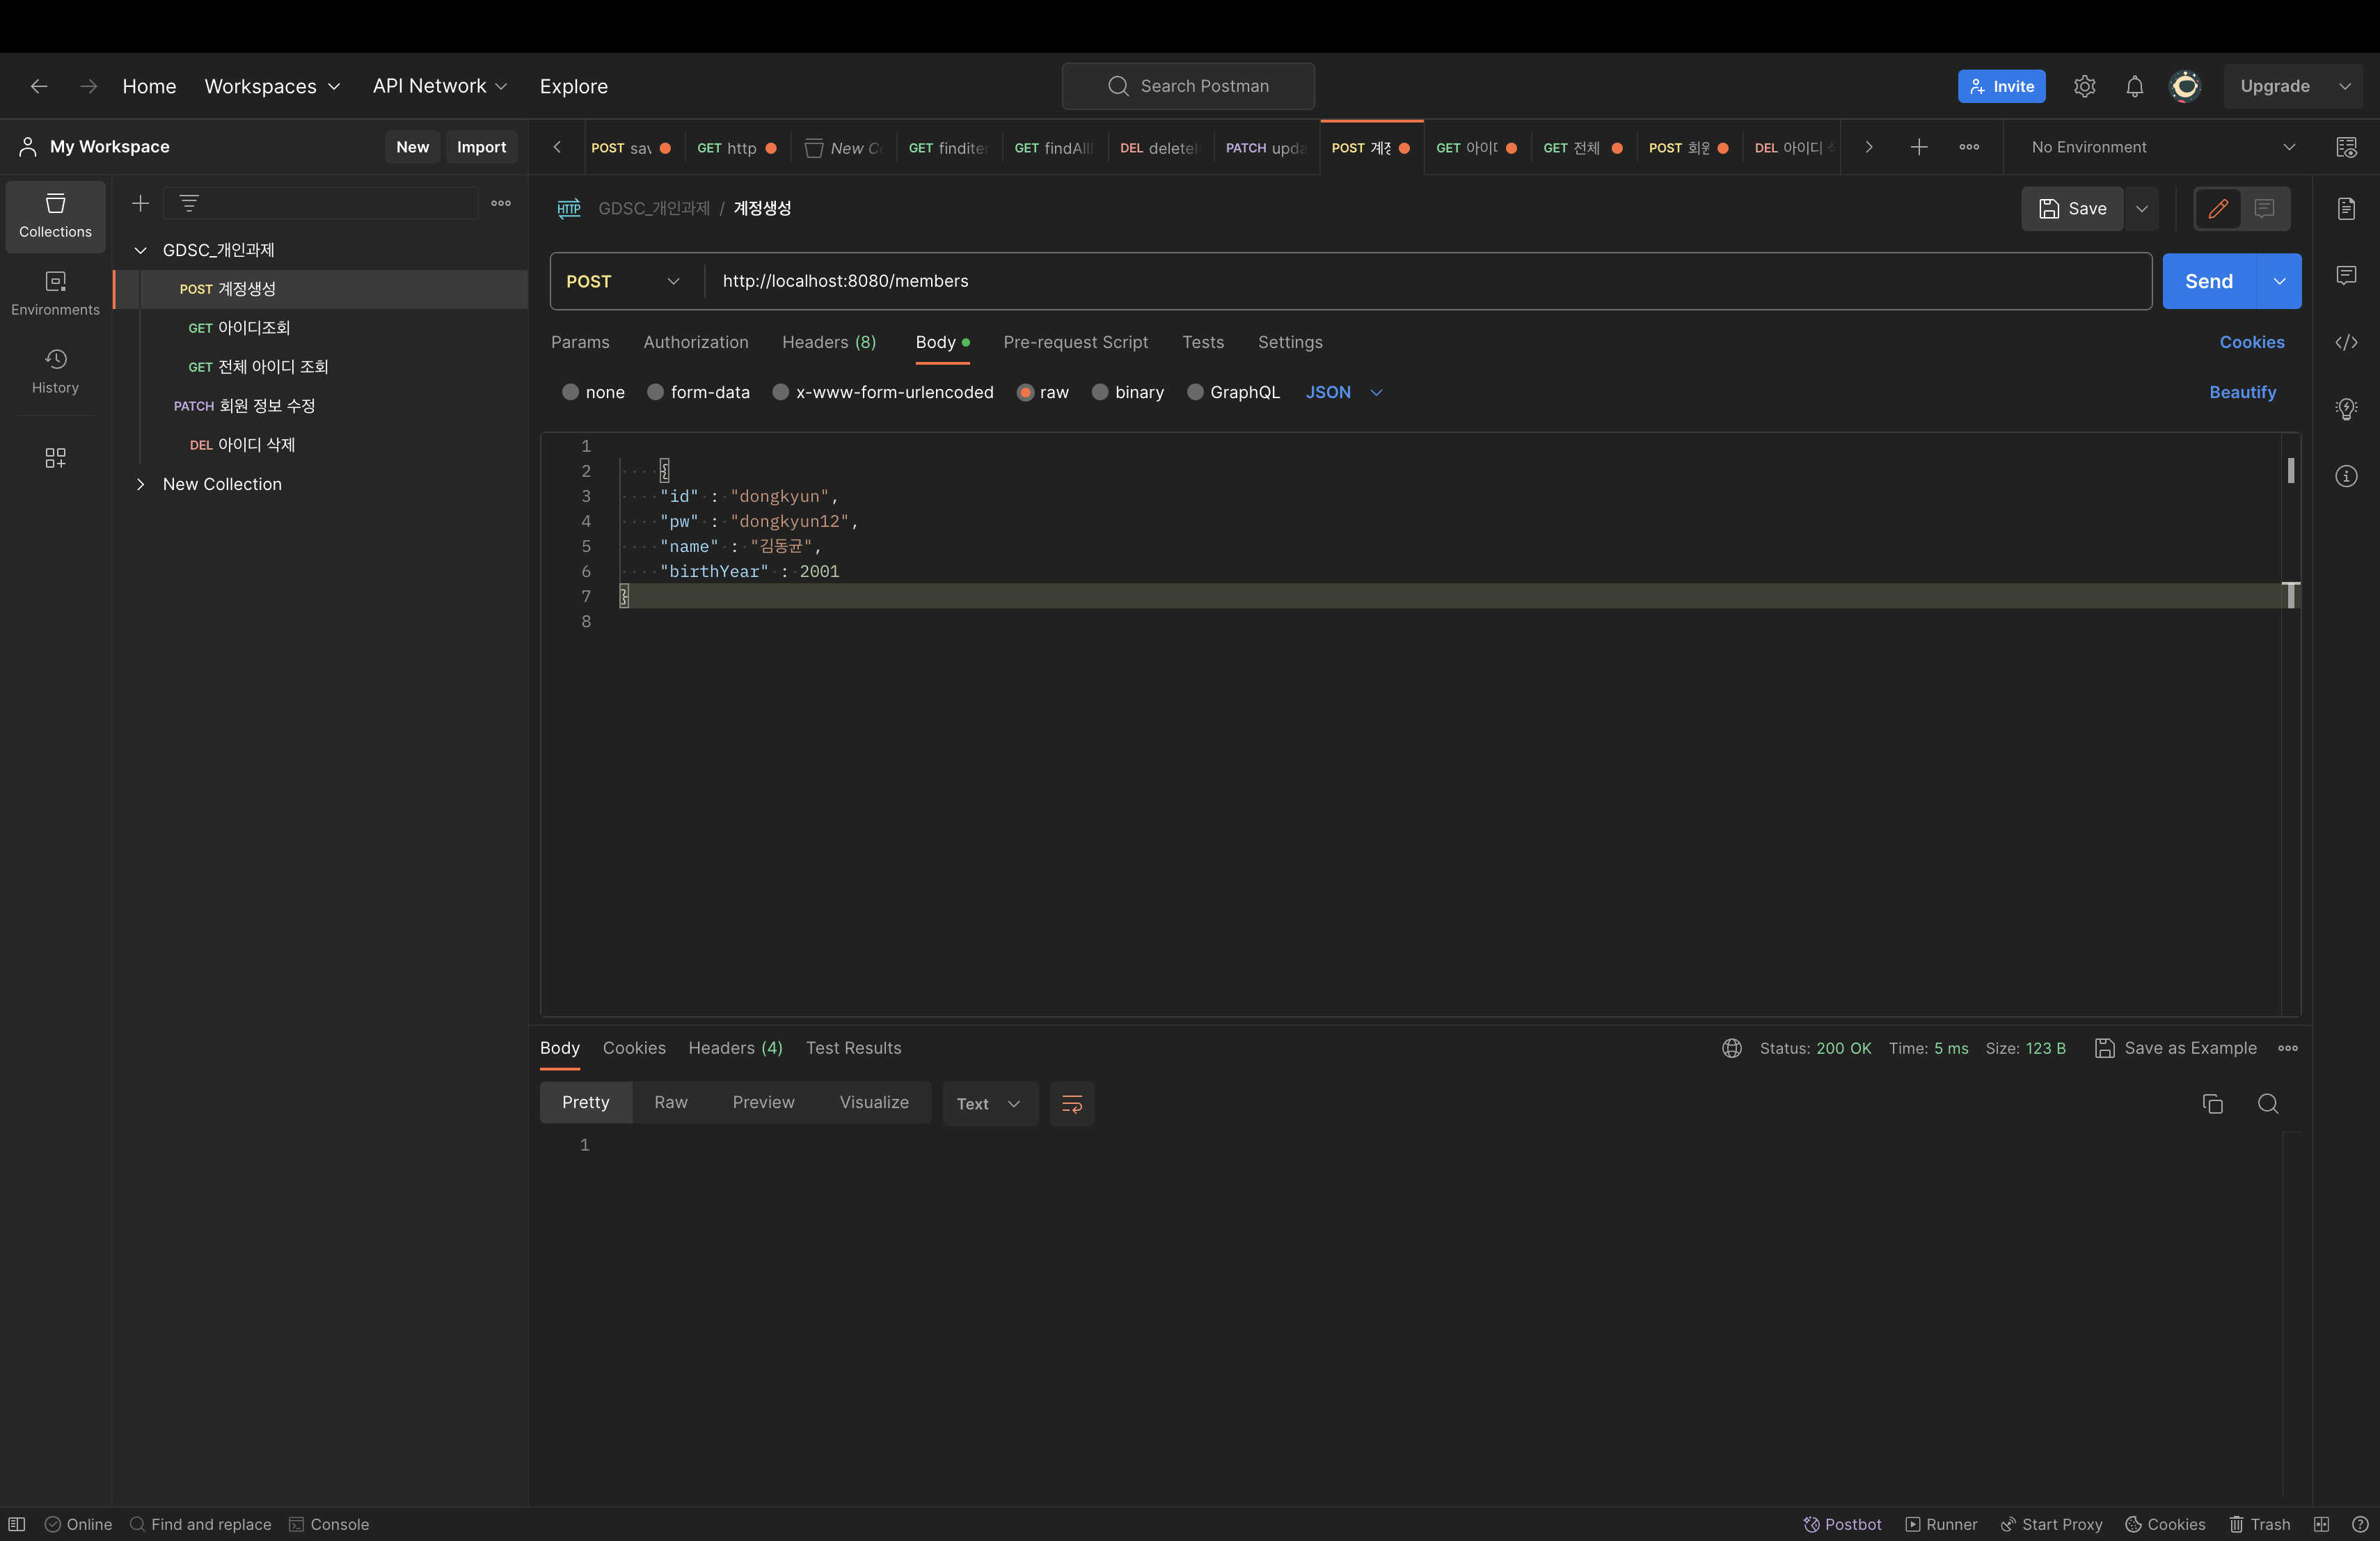 Home Workspaces API Network Explore Search Postman Invite Upgrade
My Workspace New Import POST sav GET http New C GET finditer GET findAll DEL delete PATCH upda POST 계정 GET 아이 GET 전체 POST 회원 DEL 아이디 No Environment
Collections
Environments
History
GDSC_개인과제
POST 계정생성
GET 아이디조회
GET 전체 아이디 조회
PATCH 회원 정보 수정
DEL 아이디 삭제
New Collection
HTTP GDSC_개인과제 / 계정생성 Save
POST http://localhost:8080/members Send
Params Authorization Headers (8) Body Pre-request Script Tests Settings Cookies
none form-data x-www-form-urlencoded raw binary GraphQL JSON Beautify
1
2 {
3 "id" : "dongkyun",
4 "pw" : "dongkyun12",
5 "name" : "김동균",
6 "birthYear" : 2001
7 }
8
Body Cookies Headers (4) Test Results Status: 200 OK Time: 5 ms Size: 123 B Save as Example
Pretty Raw Preview Visualize Text
1
Online Find and replace Console Postbot Runner Start Proxy Cookies Trash